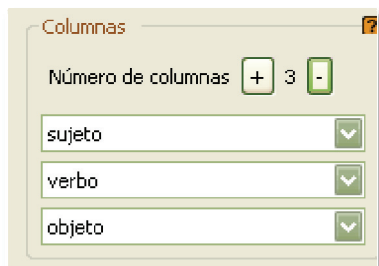 Columnas ?
Número de columnas + 3 -
sujeto
verbo
objeto